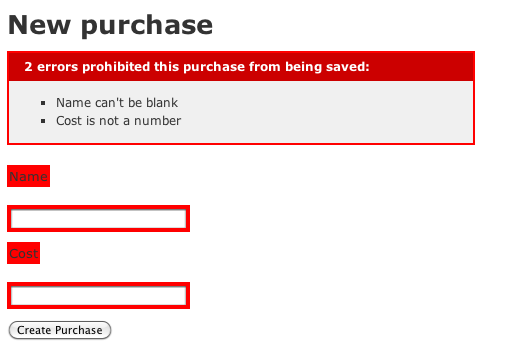 New purchase
2 errors prohibited this purchase from being saved:
Name can't be blank
Cost is not a number
Name
Cost
Create Purchase